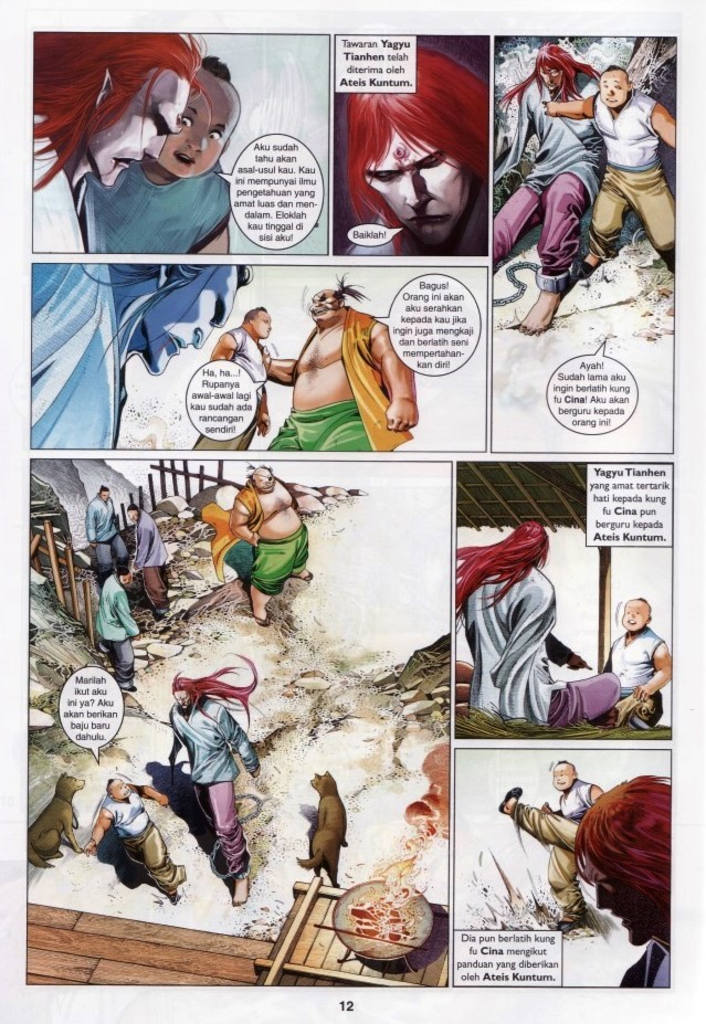 Aku sudah
tahu akan
asal-usul kau. Kau
ini mempunyai ilmu
pengetahuan yang
amat luas dan men-
dalam. Eloklah
kau tinggal di
sisi aku!
Tawaran Yagyu
Tianhen telah
diterima oleh
Ateis Kuntum.
Baiklah!
Ayah!
Sudah lama aku
ingin berlatih kung
fu Cina! Aku akan
berguru kepada
orang ini!
Ha, ha...!
Rupanya
awal-awal lagi
kau sudah ada
rancangan
sendiri!
Bagus!
Orang ini akan
aku serahkan
kepada kau jika
ingin mengkaji
dan berlatih seni
mempertahan-
kan diri!
Marilah
ikut aku
ini ya? Aku
akan berikan
baju baru
dahulu.
Yagyu Tianhen
yang amat tertarik
hati kepada kung
fu Cina pun
berguru kepada
Ateis Kuntum.
Dia pun berlatih kung
fu Cina mengikut
panduan yang diberikan
oleh Ateis Kuntum.
12